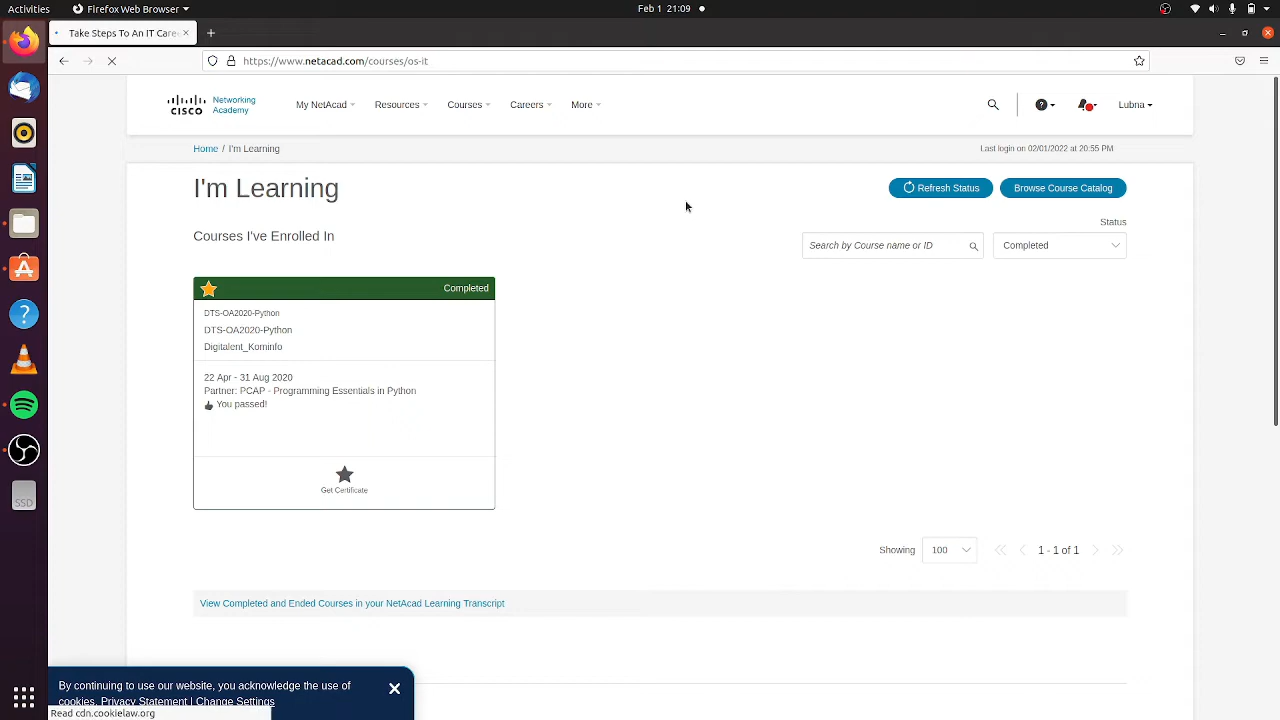 Activities
Firefox Web Browser
Feb 1 21:09
Take Steps To An IT Care
https://www.netacad.com/courses/os-it
CISCO
Networking
Academy
My NetAcad
Resources
Courses
Careers
More
Lubna
Home / I'm Learning
Last login on 02/01/2022 at 20:55 PM
I'm Learning
Refresh Status
Browse Course Catalog
Status
Courses I've Enrolled In
Search by Course name or ID
Completed
Completed
DTS-OA2020-Python
DTS-OA2020-Python
Digitalent_Kominfo
22 Apr - 31 Aug 2020
Partner: PCAP - Programming Essentials in Python
You passed!
Get Certificate
SSD
Showing
100
1 - 1 of 1
View Completed and Ended Courses in your NetAcad Learning Transcript
By continuing to use our website, you acknowledge the use of
cookies. Privacy Statement | Change Settings
Read cdn.cookielaw.org